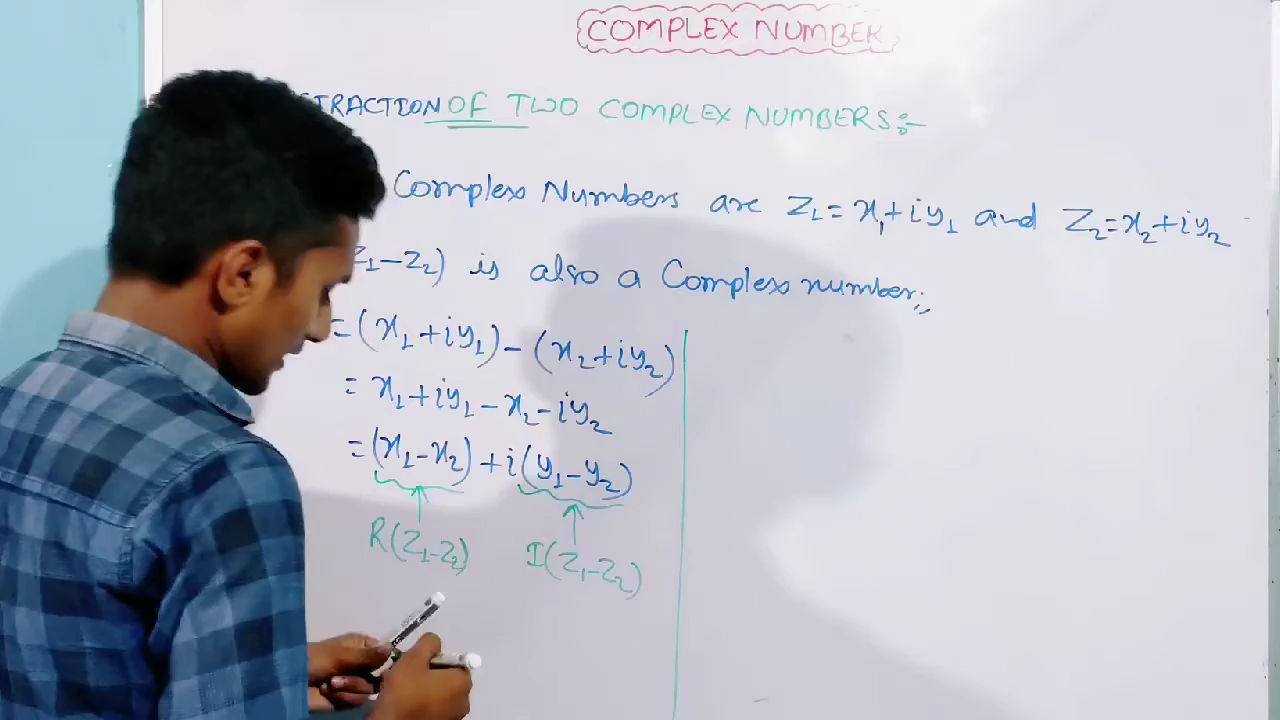 COMPLEX NUMBER
TRACTION OF TWO COMPLEX NUMBERS:-
Complex Numbers are Z₁=x₁+iy₁ and Z₂=x₂+iy₂
Z₁-Z₂) is also a Complex number;,
=(x₁+iy₁)-(x₂+iy₂)
= x₁+iy₁-x₂-iy₂
=(x₁-x₂)+i(y₁-y₂)
R(Z₁-Z₂) I(Z₁-Z₂)